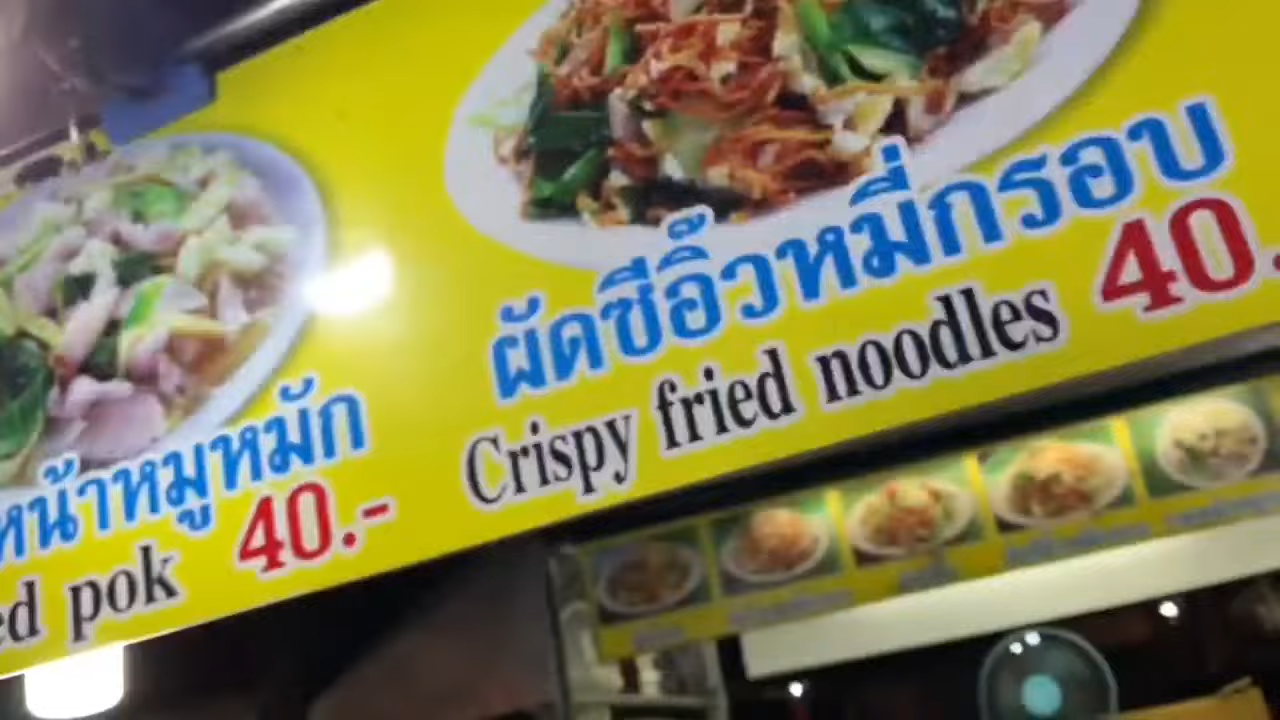 ผัดซีอิ๊วหมี่กรอบ
Crispy fried noodles 40.
หน้าหมูหมัก
pok 40.-